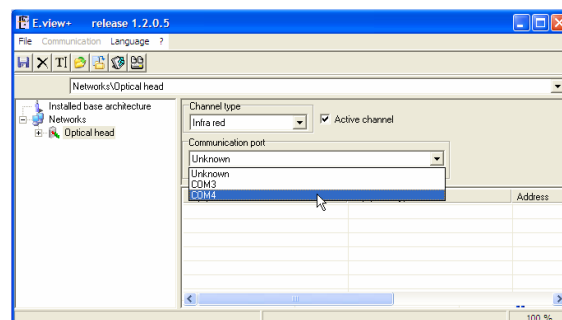 E.view+ release 1.2.0.5
File Communication Language ?
Networks\Optical head
Installed base architecture
Networks
Optical head
Channel type
Infra red
Active channel
Communication port
Unknown
Unknown
COM3
COM4
Address
100 %